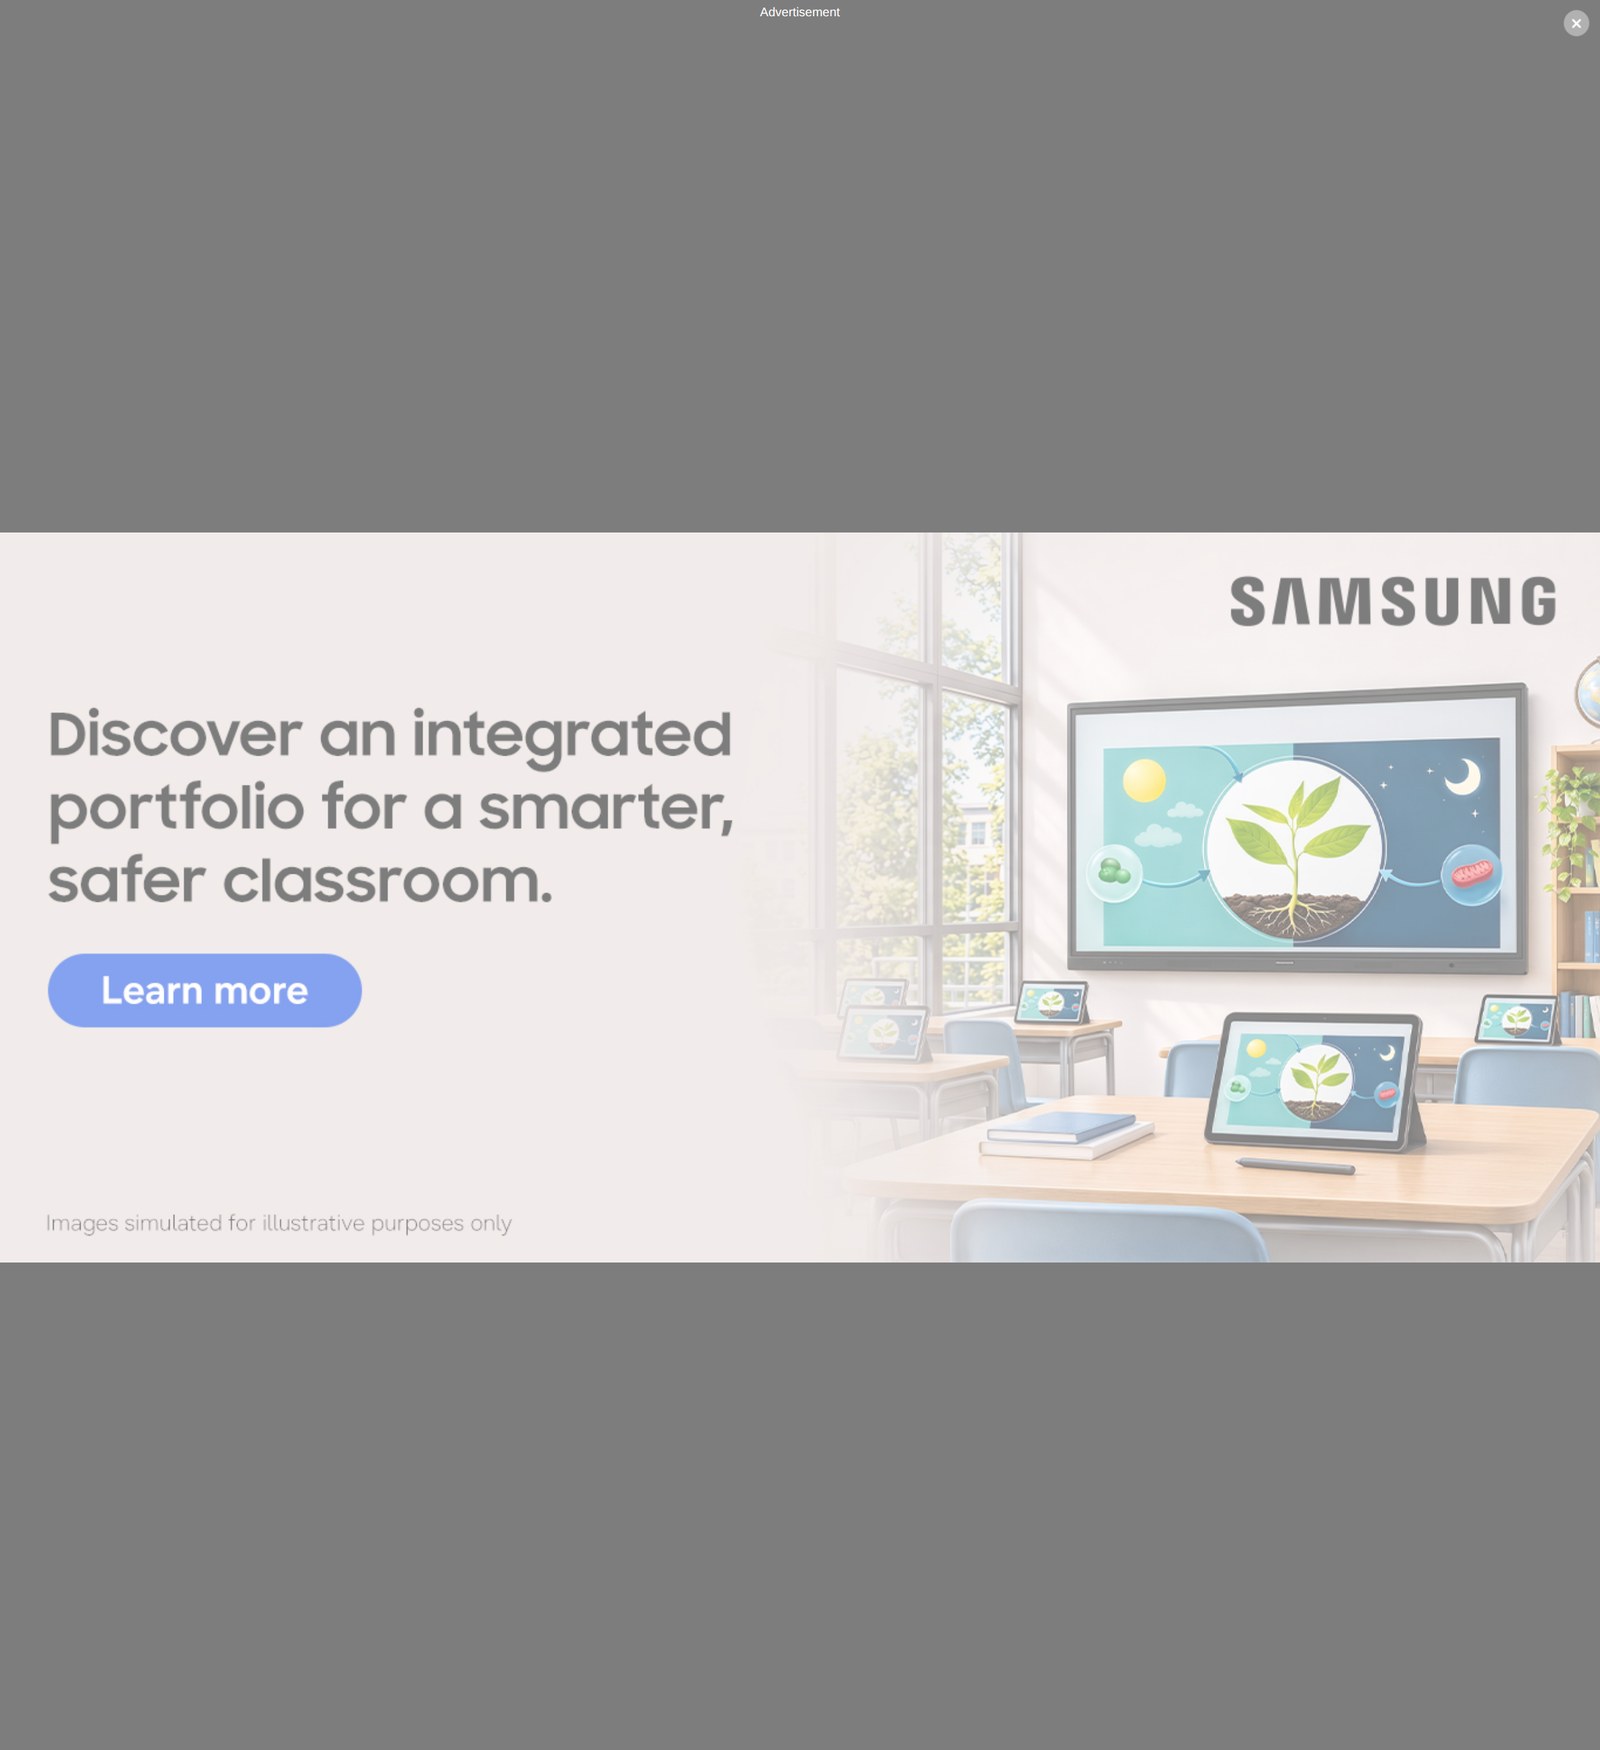 Advertisement
SAMSUNG
Discover an integrated
portfolio for a smarter,
safer classroom.
Learn more
Images simulated for illustrative purposes only